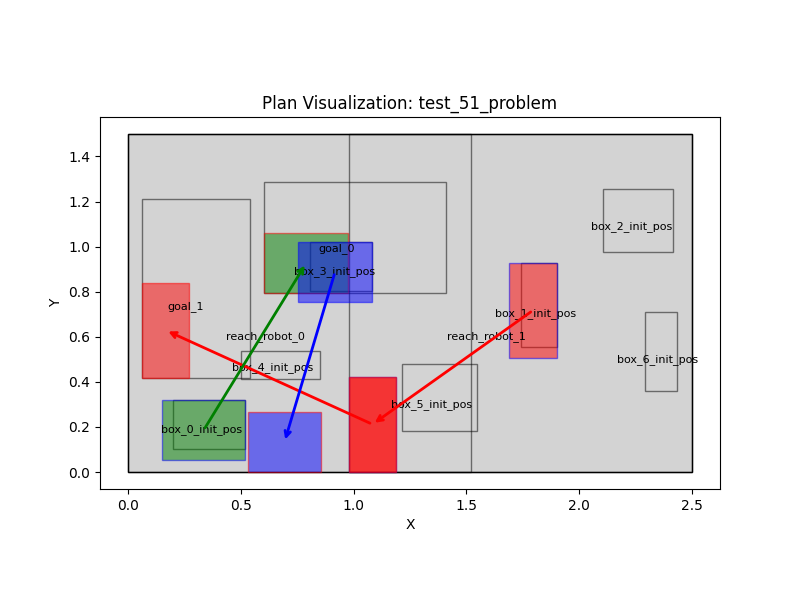 Plan Visualization: test_51_problem
1.4
1.2
1.0
0.8
0.6
0.4
0.2
0.0
Y
box_2_init_pos
goal_0
box_3_init_pos
goal_1
box_1_init_pos
reach_robot_0
reach_robot_1
box_4_init_pos
box_6_init_pos
box_5_init_pos
box_0_init_pos
0.0 0.5 1.0 1.5 2.0 2.5
X